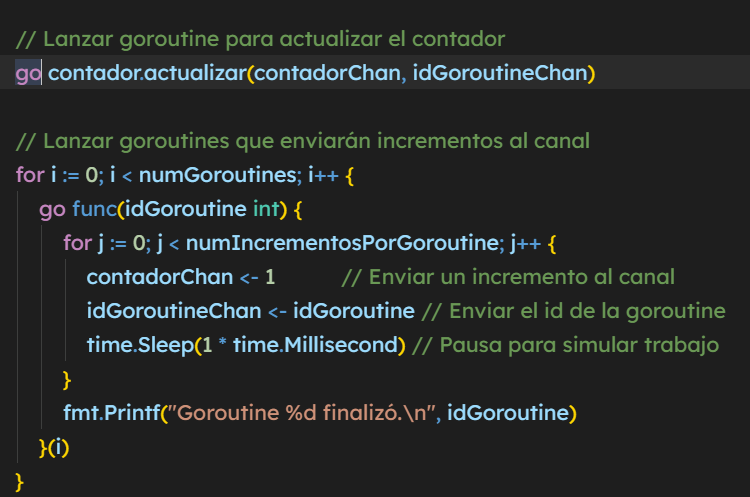 // Lanzar goroutine para actualizar el contador
go contador.actualizar(contadorChan, idGoroutineChan)
// Lanzar goroutines que enviarán incrementos al canal
for i := 0; i < numGoroutines; i++ {
go func(idGoroutine int) {
for j := 0; j < numIncrementosPorGoroutine; j++ {
contadorChan <- 1 // Enviar un incremento al canal
idGoroutineChan <- idGoroutine // Enviar el id de la goroutine
time.Sleep(1 * time.Millisecond) // Pausa para simular trabajo
}
fmt.Printf("Goroutine %d finalizó.\n", idGoroutine)
}(i)
}